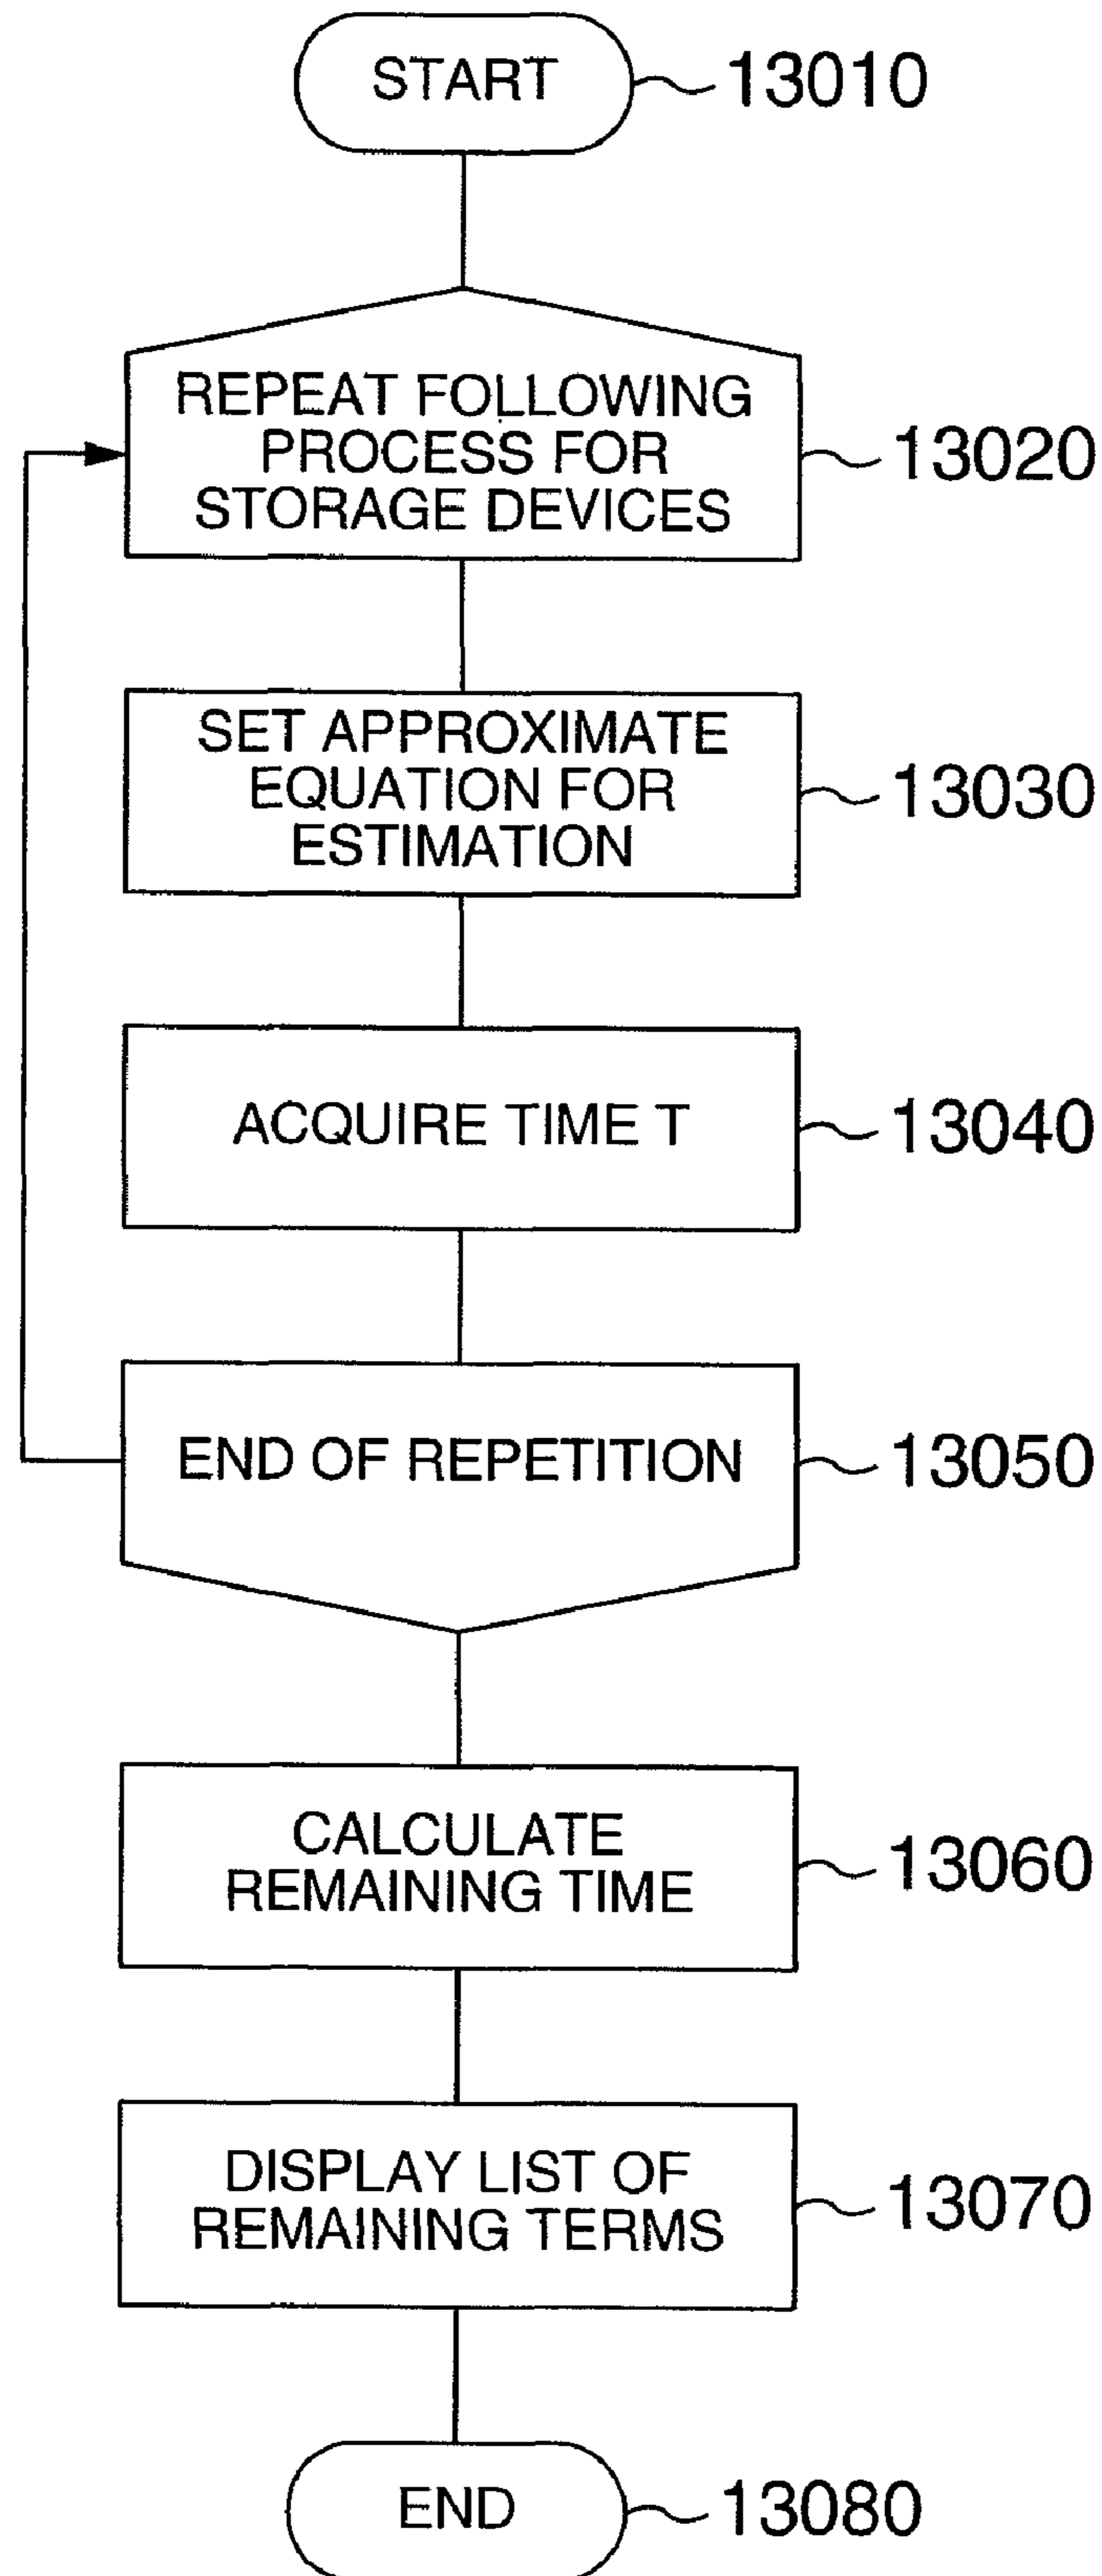 START
13010
REPEAT FOLLOWING
PROCESS FOR
STORAGE DEVICES
13020
SET APPROXIMATE
EQUATION FOR
ESTIMATION
13030
ACQUIRE TIME T
13040
END OF REPETITION
13050
CALCULATE
REMAINING TIME
13060
DISPLAY LIST OF
REMAINING TERMS
13070
END
13080